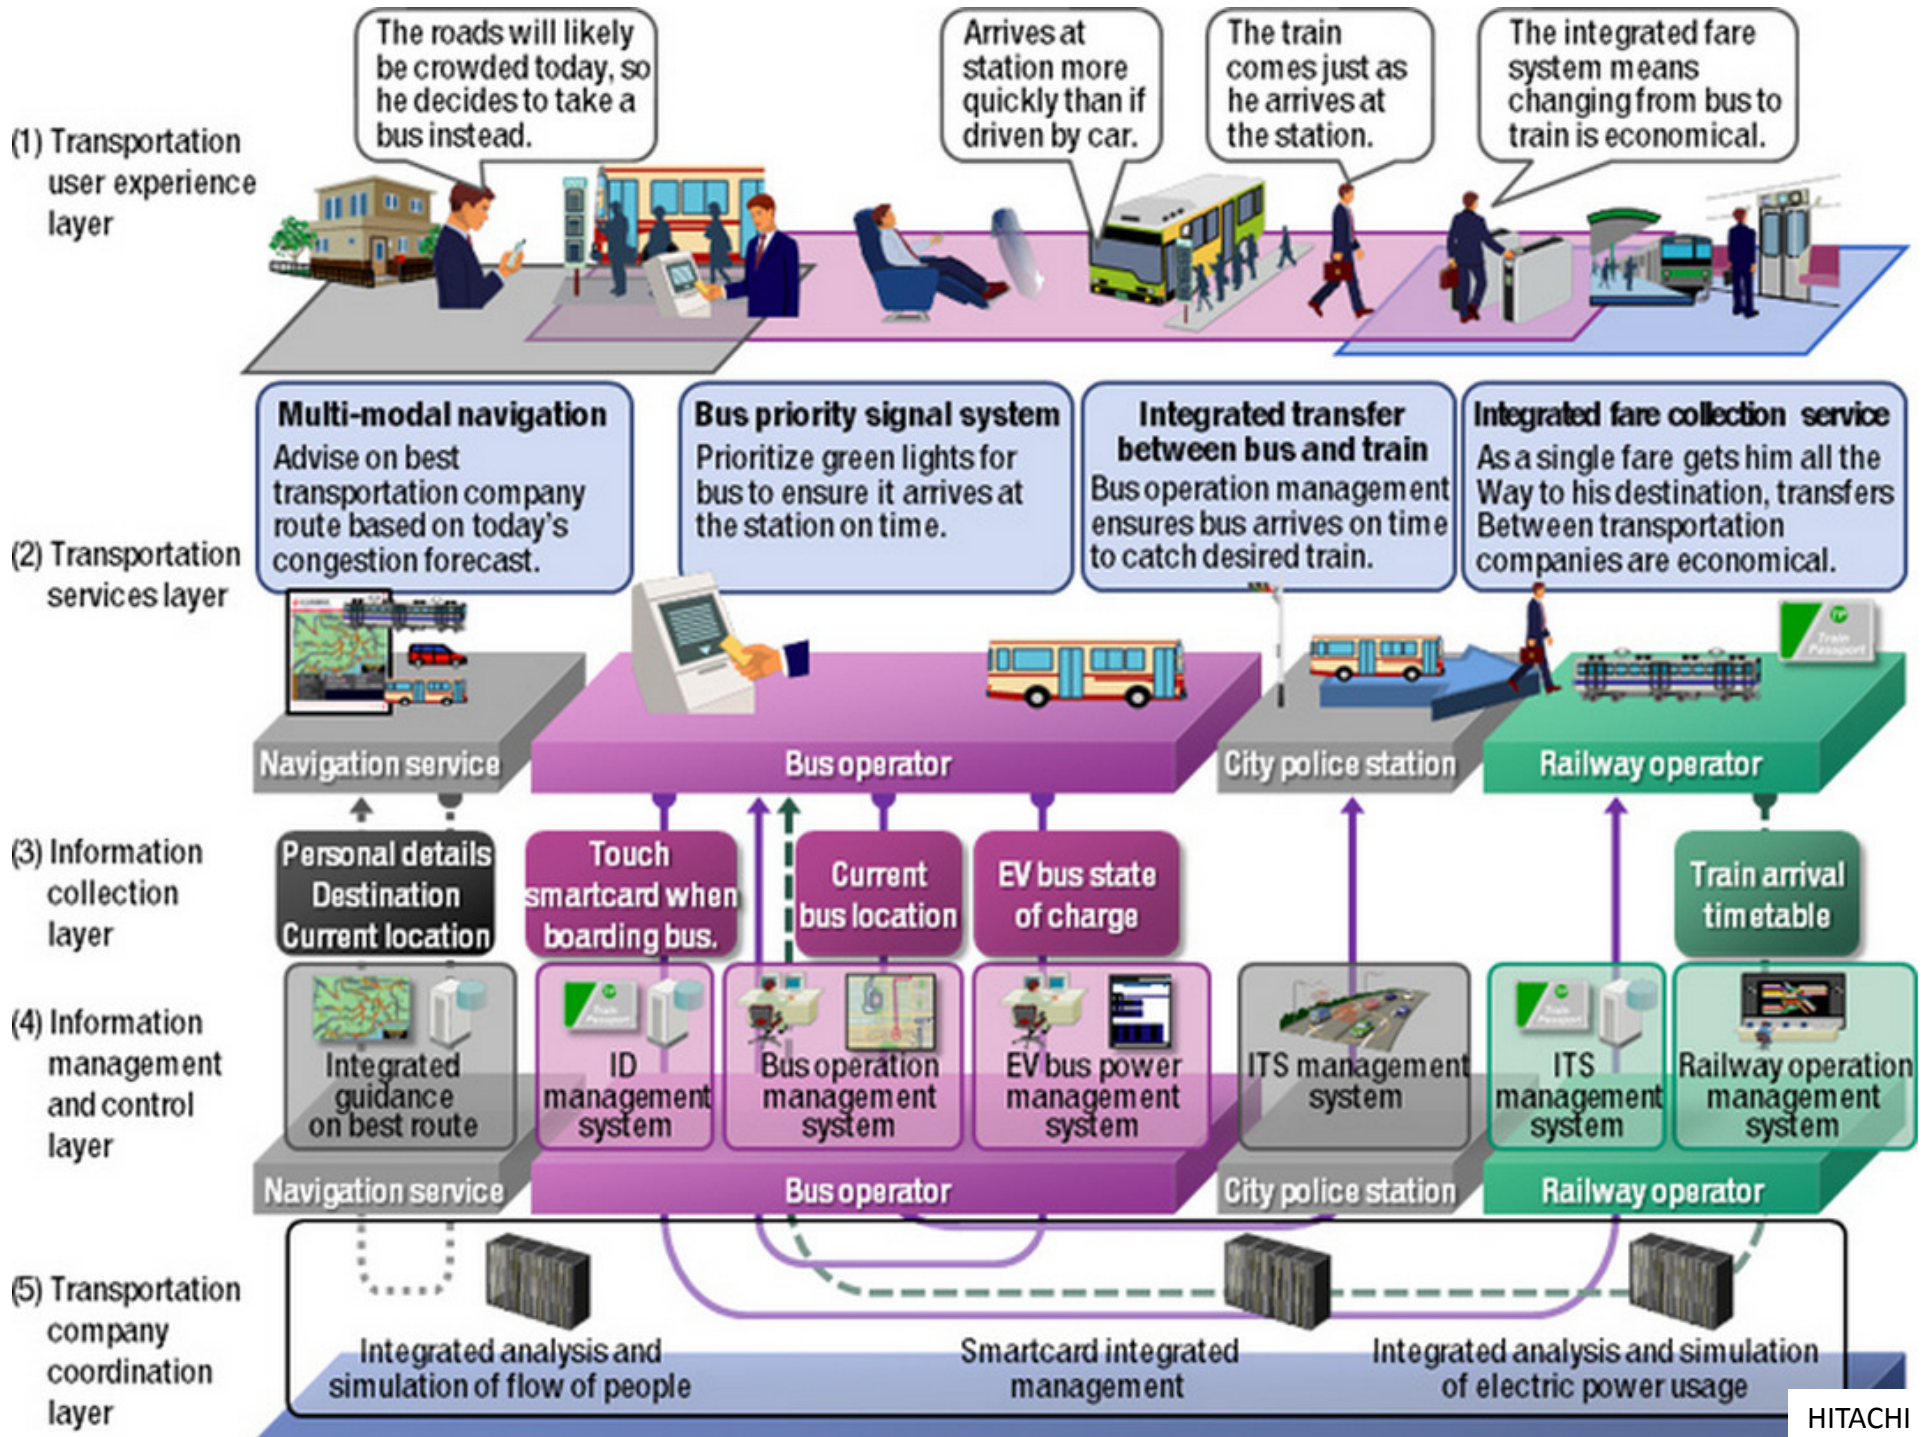 The roads will likely
be crowded today, so
he decides to take a
bus instead.
Arrives at
station more
quickly than if
driven by car.
The train
comes just as
he arrives at
the station.
The integrated fare
system means
changing from bus to
train is economical.
(1) Transportation
user experience
layer
Multi-modal navigation
Advise on best
transportation company
route based on today's
congestion forecast.
Bus priority signal system
Prioritize green lights for
bus to ensure it arrives at
the station on time.
Integrated transfer
between bus and train
Bus operation management
ensures bus arrives on time
to catch desired train.
Integrated fare collection service
As a single fare gets him all the
Way to his destination, transfers
Between transportation
companies are economical.
(2) Transportation
services layer
Train
Passport
Navigation service
Bus operator
City police station
Railway operator
(3) Information
collection
layer
Personal details
Destination
Current location
Touch
smartcard when
boarding bus.
Current
bus location
EV bus state
of charge
Train arrival
timetable
(4) Information
management
and control
layer
Integrated
guidance
on best route
Train
Passport
ID
management
system
Bus operation
management
system
EV bus power
management
system
ITS management
system
Train
Passport
ITS
management
system
Railway operation
management
system
Navigation service
Bus operator
City police station
Railway operator
(5) Transportation
company
coordination
layer
Integrated analysis and
simulation of flow of people
Smartcard integrated
management
Integrated analysis and simulation
of electric power usage
HITACHI